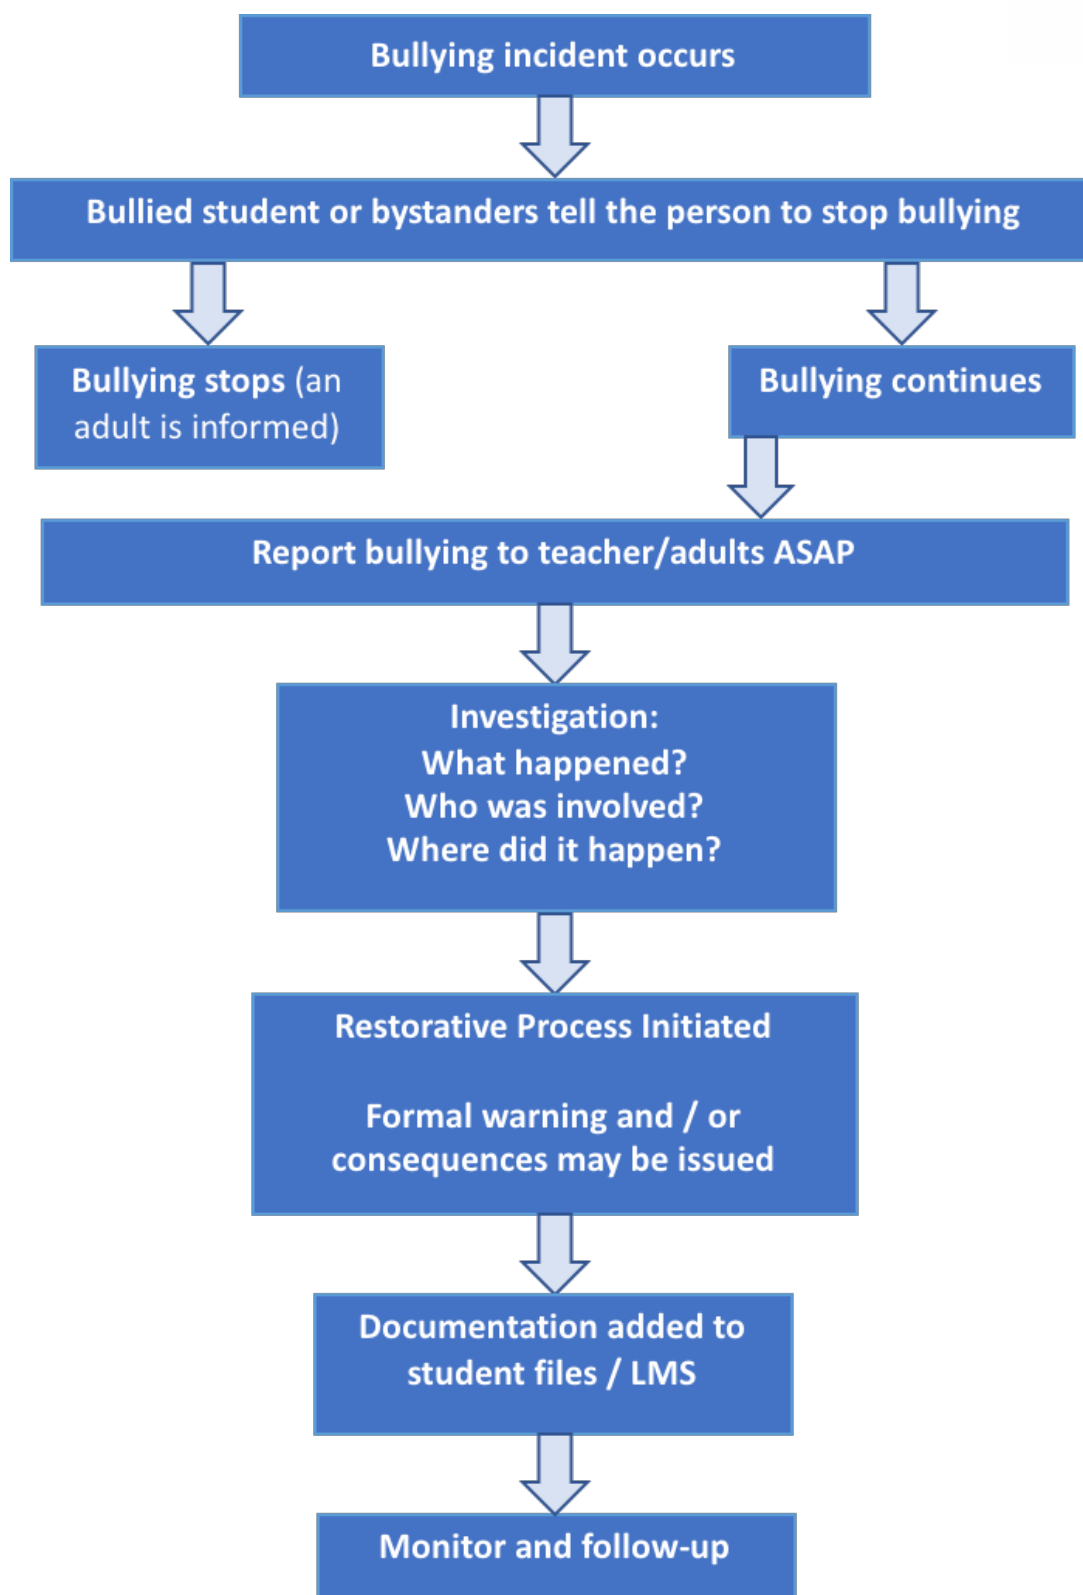 Bullying incident occurs
Bullied student or bystanders tell the person to stop bullying
Bullying stops (an
adult is informed)
Bullying continues
Report bullying to teacher/adults ASAP
Investigation:
What happened?
Who was involved?
Where did it happen?
Restorative Process Initiated
Formal warning and / or
consequences may be issued
Documentation added to
student files / LMS
Monitor and follow-up